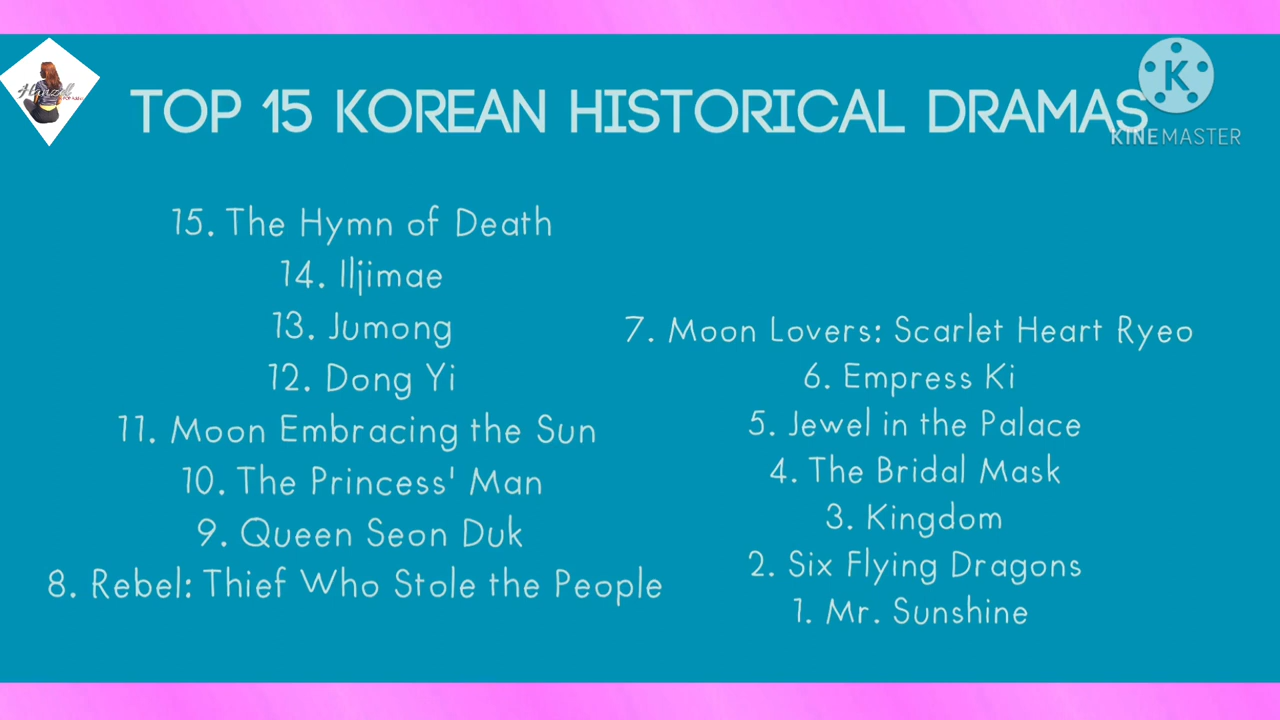 TOP 15 KOREAN HISTORICAL DRAMAS
K
KINEMASTER
15. The Hymn of Death
14. Iljimae
13. Jumong
12. Dong Yi
11. Moon Embracing the Sun
10. The Princess' Man
9. Queen Seon Duk
8. Rebel: Thief Who Stole the People
7. Moon Lovers: Scarlet Heart Ryeo
6. Empress Ki
5. Jewel in the Palace
4. The Bridal Mask
3. Kingdom
2. Six Flying Dragons
1. Mr. Sunshine